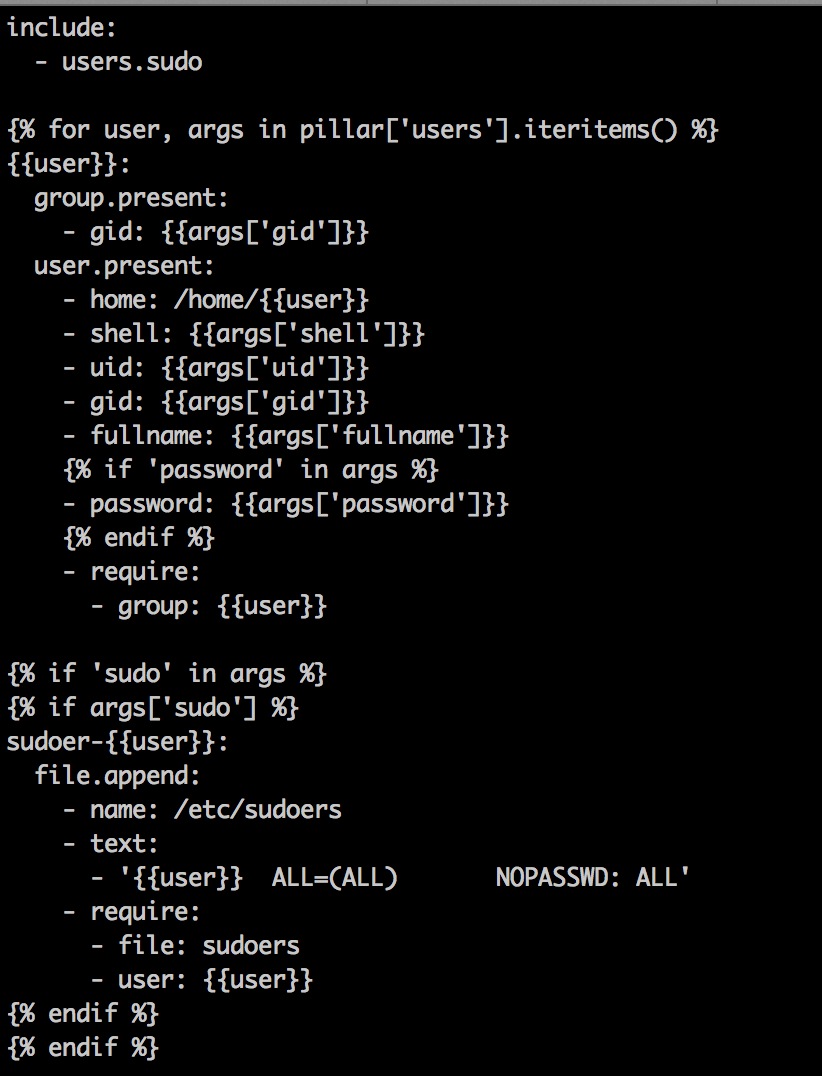 include:
  - users.sudo

{% for user, args in pillar['users'].iteritems() %}
{{user}}:
  group.present:
    - gid: {{args['gid']}}
  user.present:
    - home: /home/{{user}}
    - shell: {{args['shell']}}
    - uid: {{args['uid']}}
    - gid: {{args['gid']}}
    - fullname: {{args['fullname']}}
    {% if 'password' in args %}
    - password: {{args['password']}}
    {% endif %}
    - require:
      - group: {{user}}

{% if 'sudo' in args %}
{% if args['sudo'] %}
sudoer-{{user}}:
  file.append:
    - name: /etc/sudoers
    - text:
      - '{{user}}  ALL=(ALL)       NOPASSWD: ALL'
    - require:
      - file: sudoers
      - user: {{user}}
{% endif %}
{% endif %}